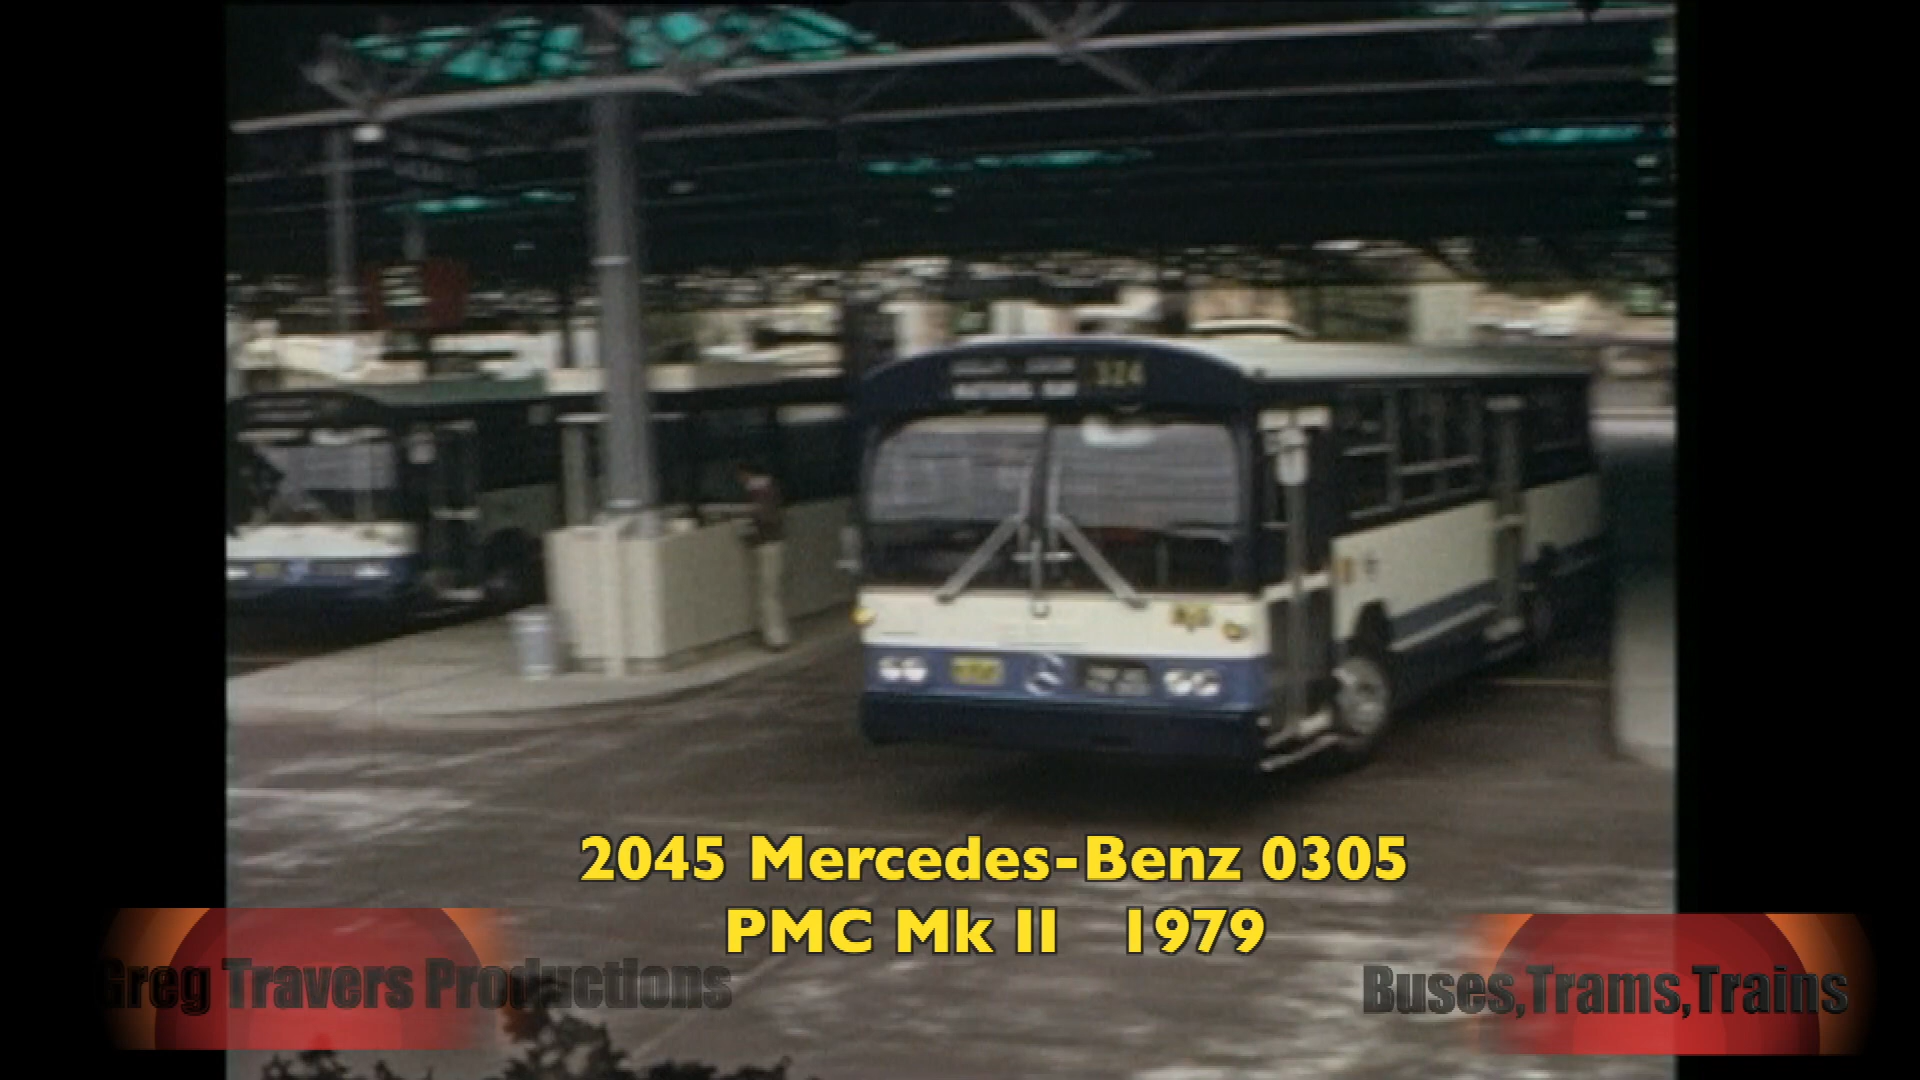 324
2045 Mercedes-Benz 0305
PMC Mk II 1979
Greg Travers Productions
Buses,Trams,Trains